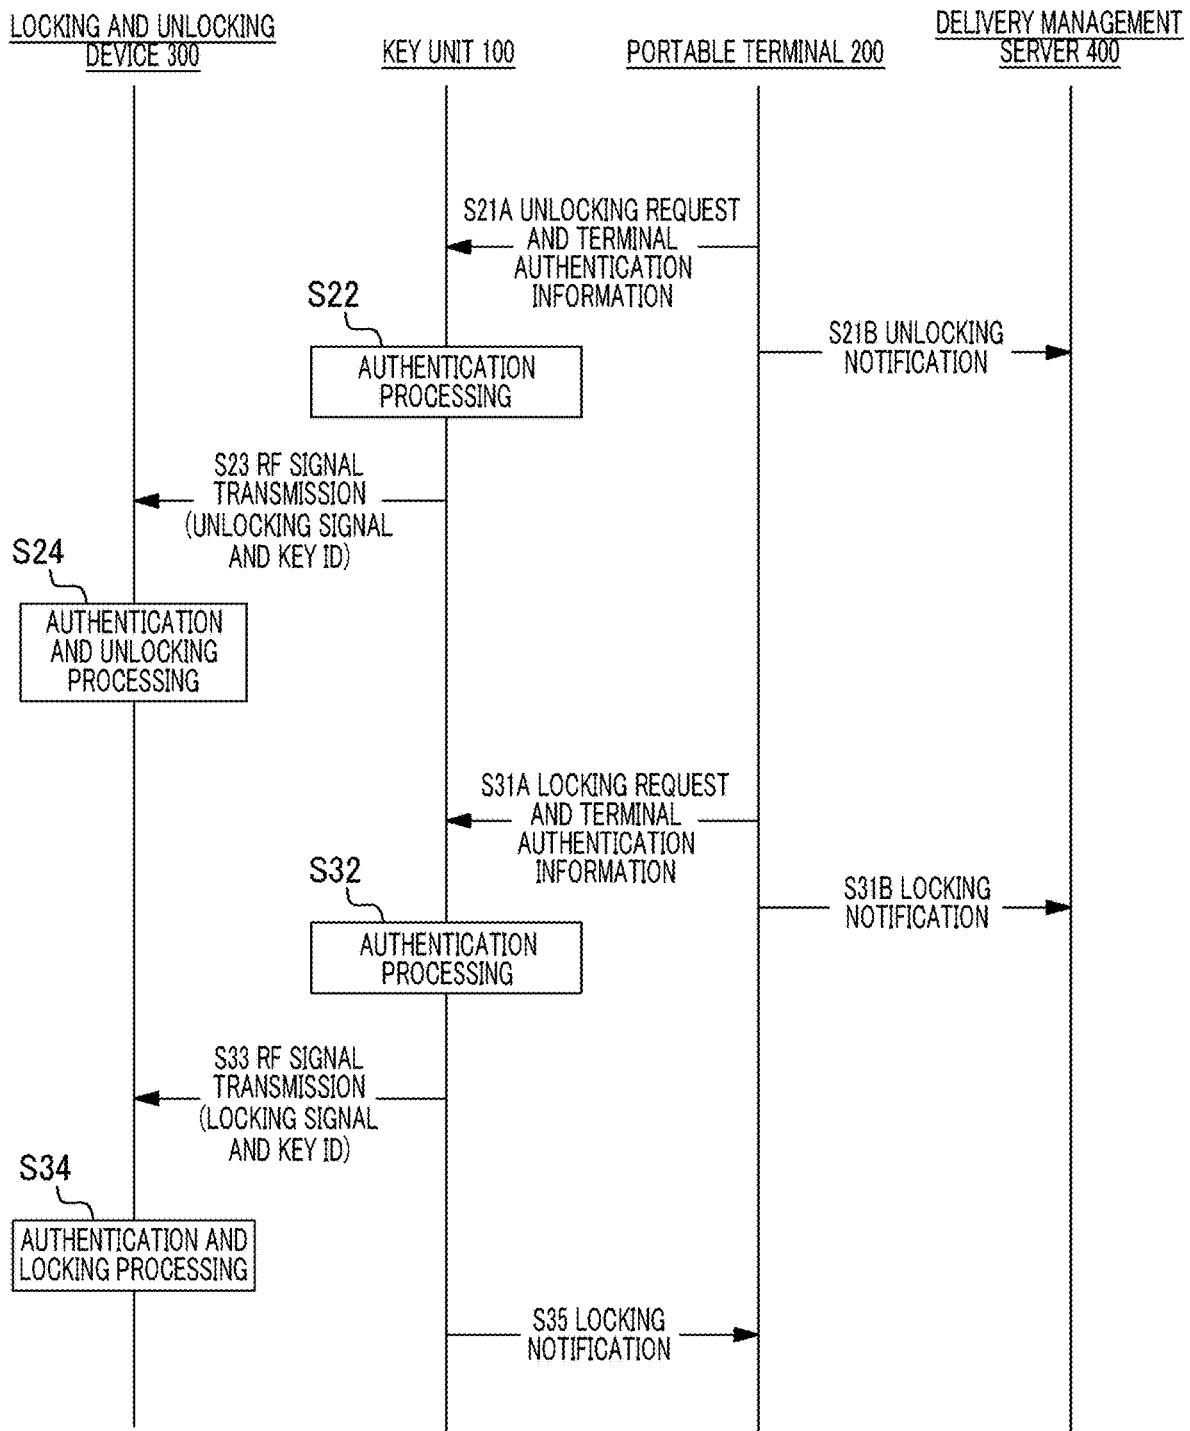 LOCKING AND UNLOCKING
DEVICE 300
KEY UNIT 100
PORTABLE TERMINAL 200
DELIVERY MANAGEMENT
SERVER 400
S21A UNLOCKING REQUEST
AND TERMINAL
AUTHENTICATION
INFORMATION
S22
AUTHENTICATION
PROCESSING
S21B UNLOCKING
NOTIFICATION
S23 RF SIGNAL
TRANSMISSION
(UNLOCKING SIGNAL
AND KEY ID)
S24
AUTHENTICATION
AND UNLOCKING
PROCESSING
S31A LOCKING REQUEST
AND TERMINAL
AUTHENTICATION
INFORMATION
S32
AUTHENTICATION
PROCESSING
S31B LOCKING
NOTIFICATION
S33 RF SIGNAL
TRANSMISSION
(LOCKING SIGNAL
AND KEY ID)
S34
AUTHENTICATION AND
LOCKING PROCESSING
S35 LOCKING
NOTIFICATION